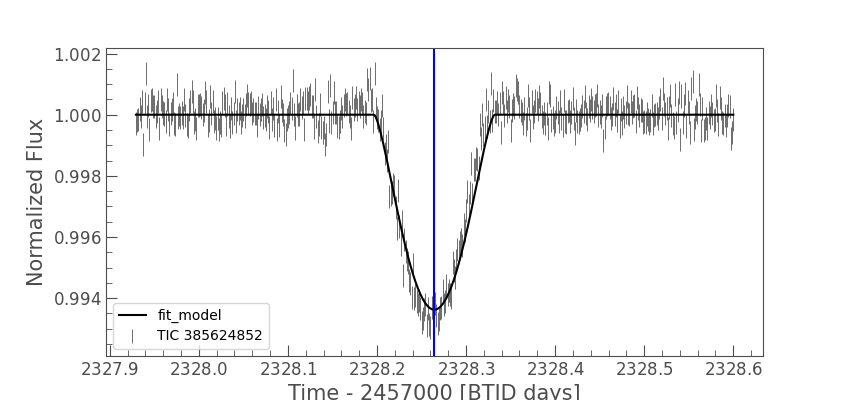 1.002
1.000
0.998
0.996
0.994
Normalized Flux
fit_model
TIC 385624852
2327.9 2328.0 2328.1 2328.2 2328.3 2328.4 2328.5 2328.6
Time - 2457000 [BTJD days]